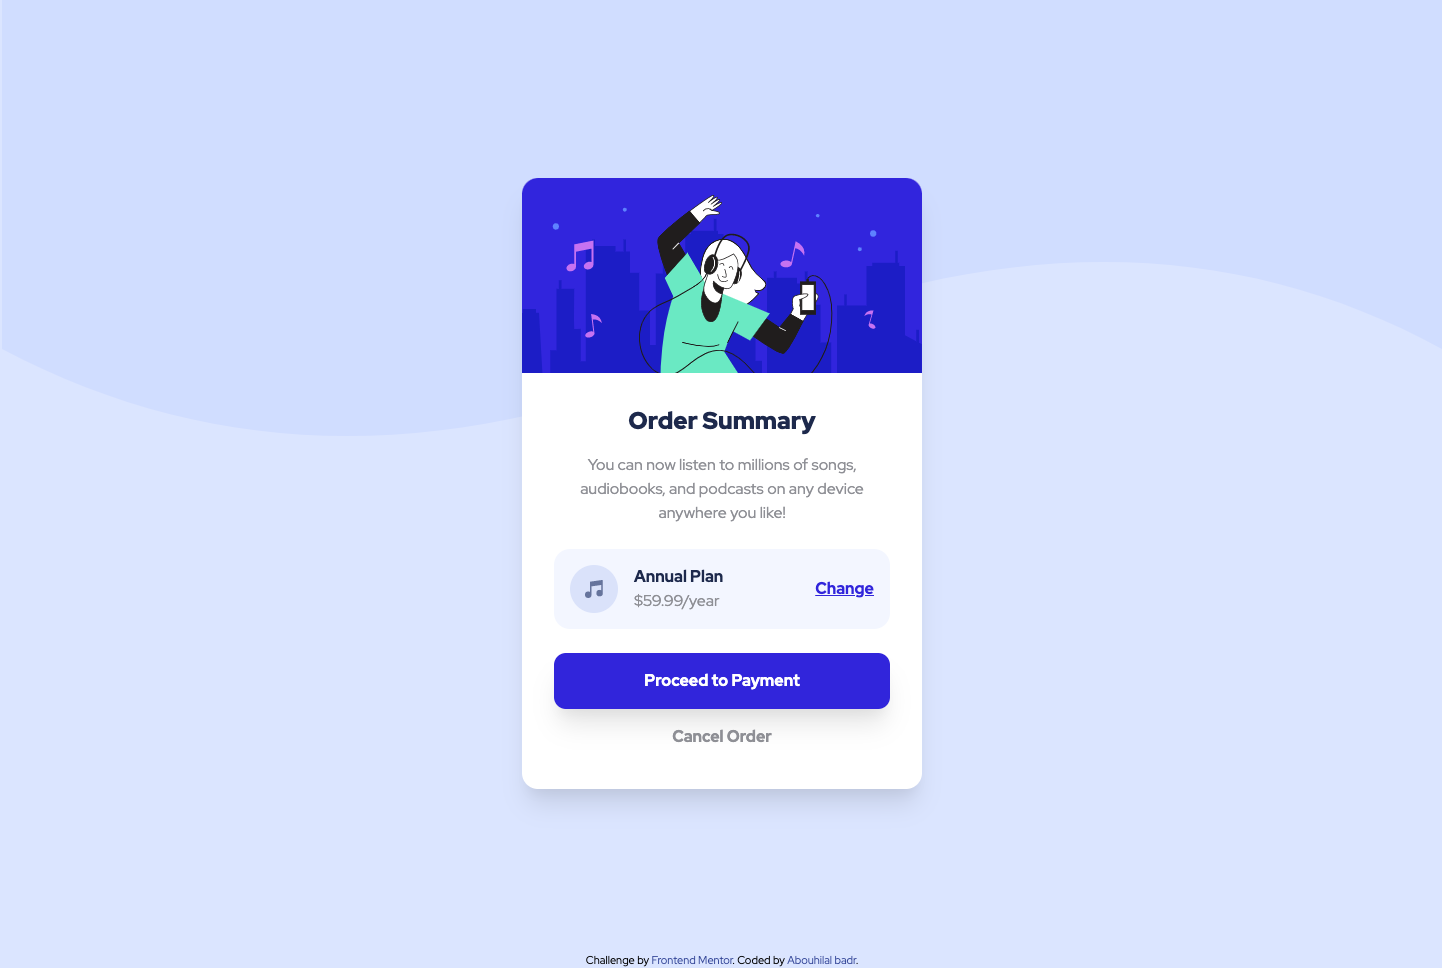 Order Summary
You can now listen to millions of songs,
audiobooks, and podcasts on any device
anywhere you like!
Annual Plan
$59.99/year
Change
Proceed to Payment
Cancel Order
Challenge by Frontend Mentor. Coded by Abouhilal badr.